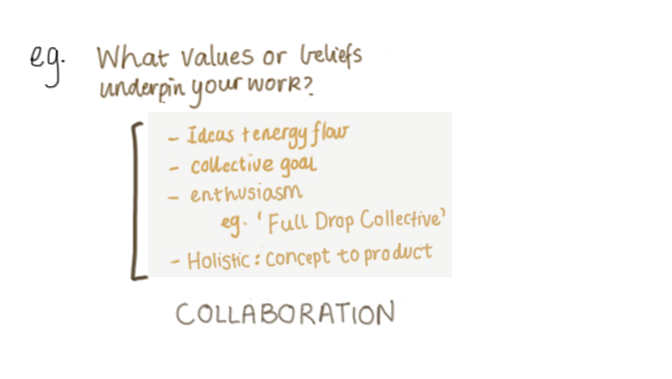 eg. What values or beliefs
underpin your work?
- Ideas + energy flow
- collective goal
- enthusiasm
eg. 'Full Drop Collective'
- Holistic: concept to product
COLLABORATION